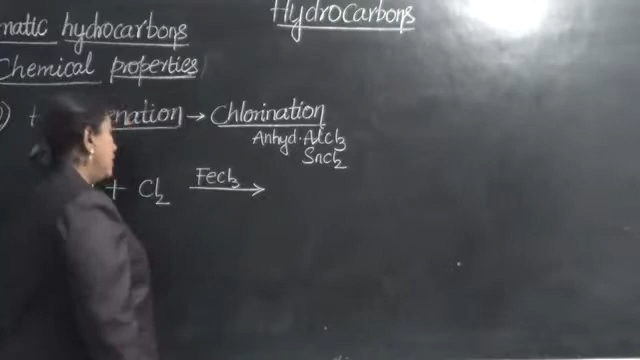 Hydrocarbons
matic hydrocarbons
Chemical properties
nation → Chlorination
Anhyd. AlCl3
SnCl2
+ Cl2 FeCl3 →